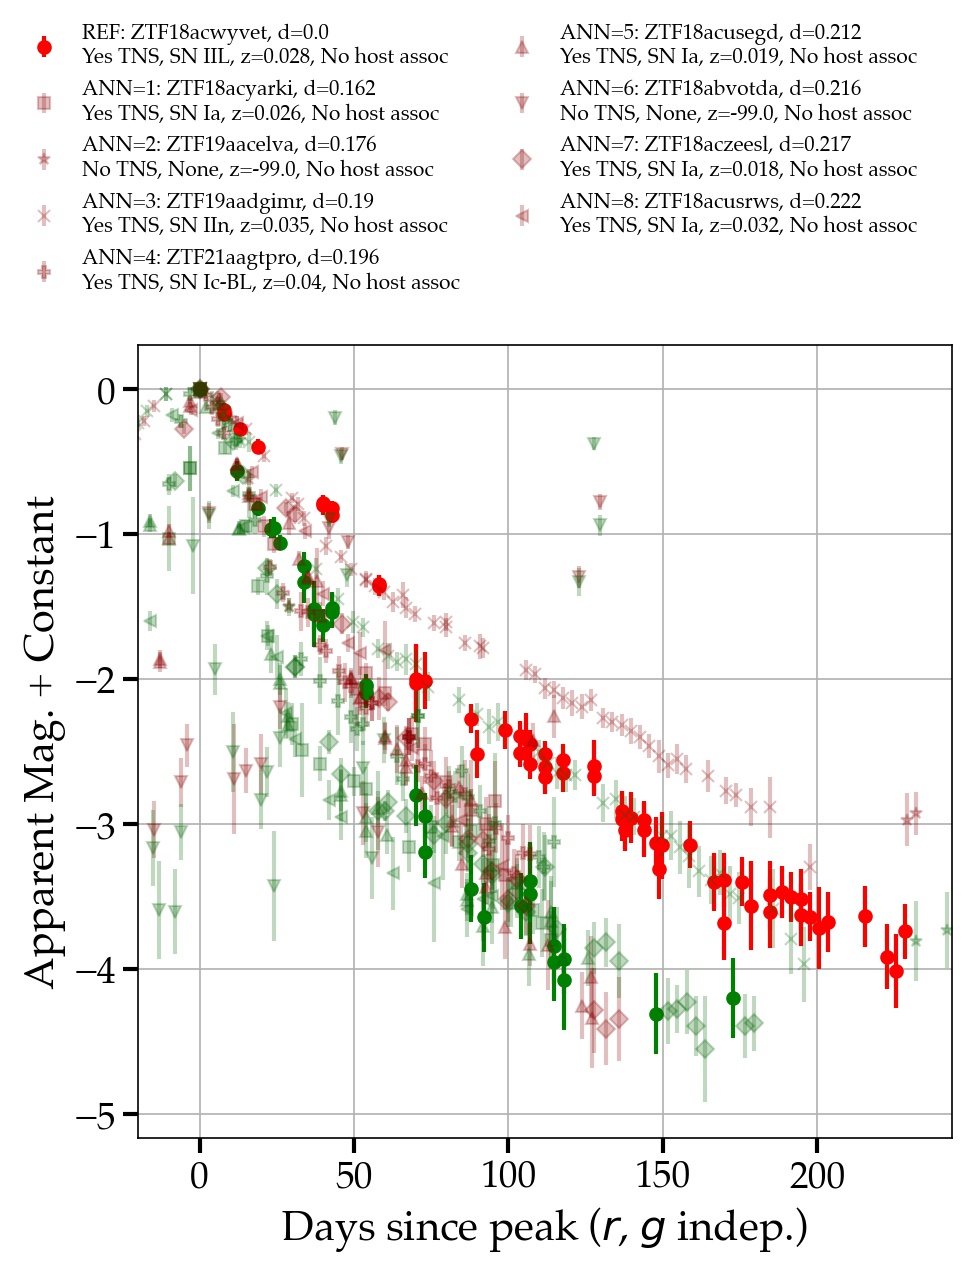 REF: ZTF18acwyvet, d=0.0
Yes TNS, SN IIL, z=0.028, No host assoc
ANN=1: ZTF18acyarki, d=0.162
Yes TNS, SN Ia, z=0.026, No host assoc
ANN=2: ZTF19aacelva, d=0.176
No TNS, None, z=-99.0, No host assoc
ANN=3: ZTF19aadgimr, d=0.19
Yes TNS, SN IIn, z=0.035, No host assoc
ANN=4: ZTF21aagtpro, d=0.196
Yes TNS, SN Ic-BL, z=0.04, No host assoc
ANN=5: ZTF18acusegd, d=0.212
Yes TNS, SN Ia, z=0.019, No host assoc
ANN=6: ZTF18abvotda, d=0.216
No TNS, None, z=-99.0, No host assoc
ANN=7: ZTF18aczeesl, d=0.217
Yes TNS, SN Ia, z=0.018, No host assoc
ANN=8: ZTF18acusrws, d=0.222
Yes TNS, SN Ia, z=0.032, No host assoc
Apparent Mag. + Constant
0
−1
−2
−3
−4
−5
0 50 100 150 200
Days since peak (r, g indep.)